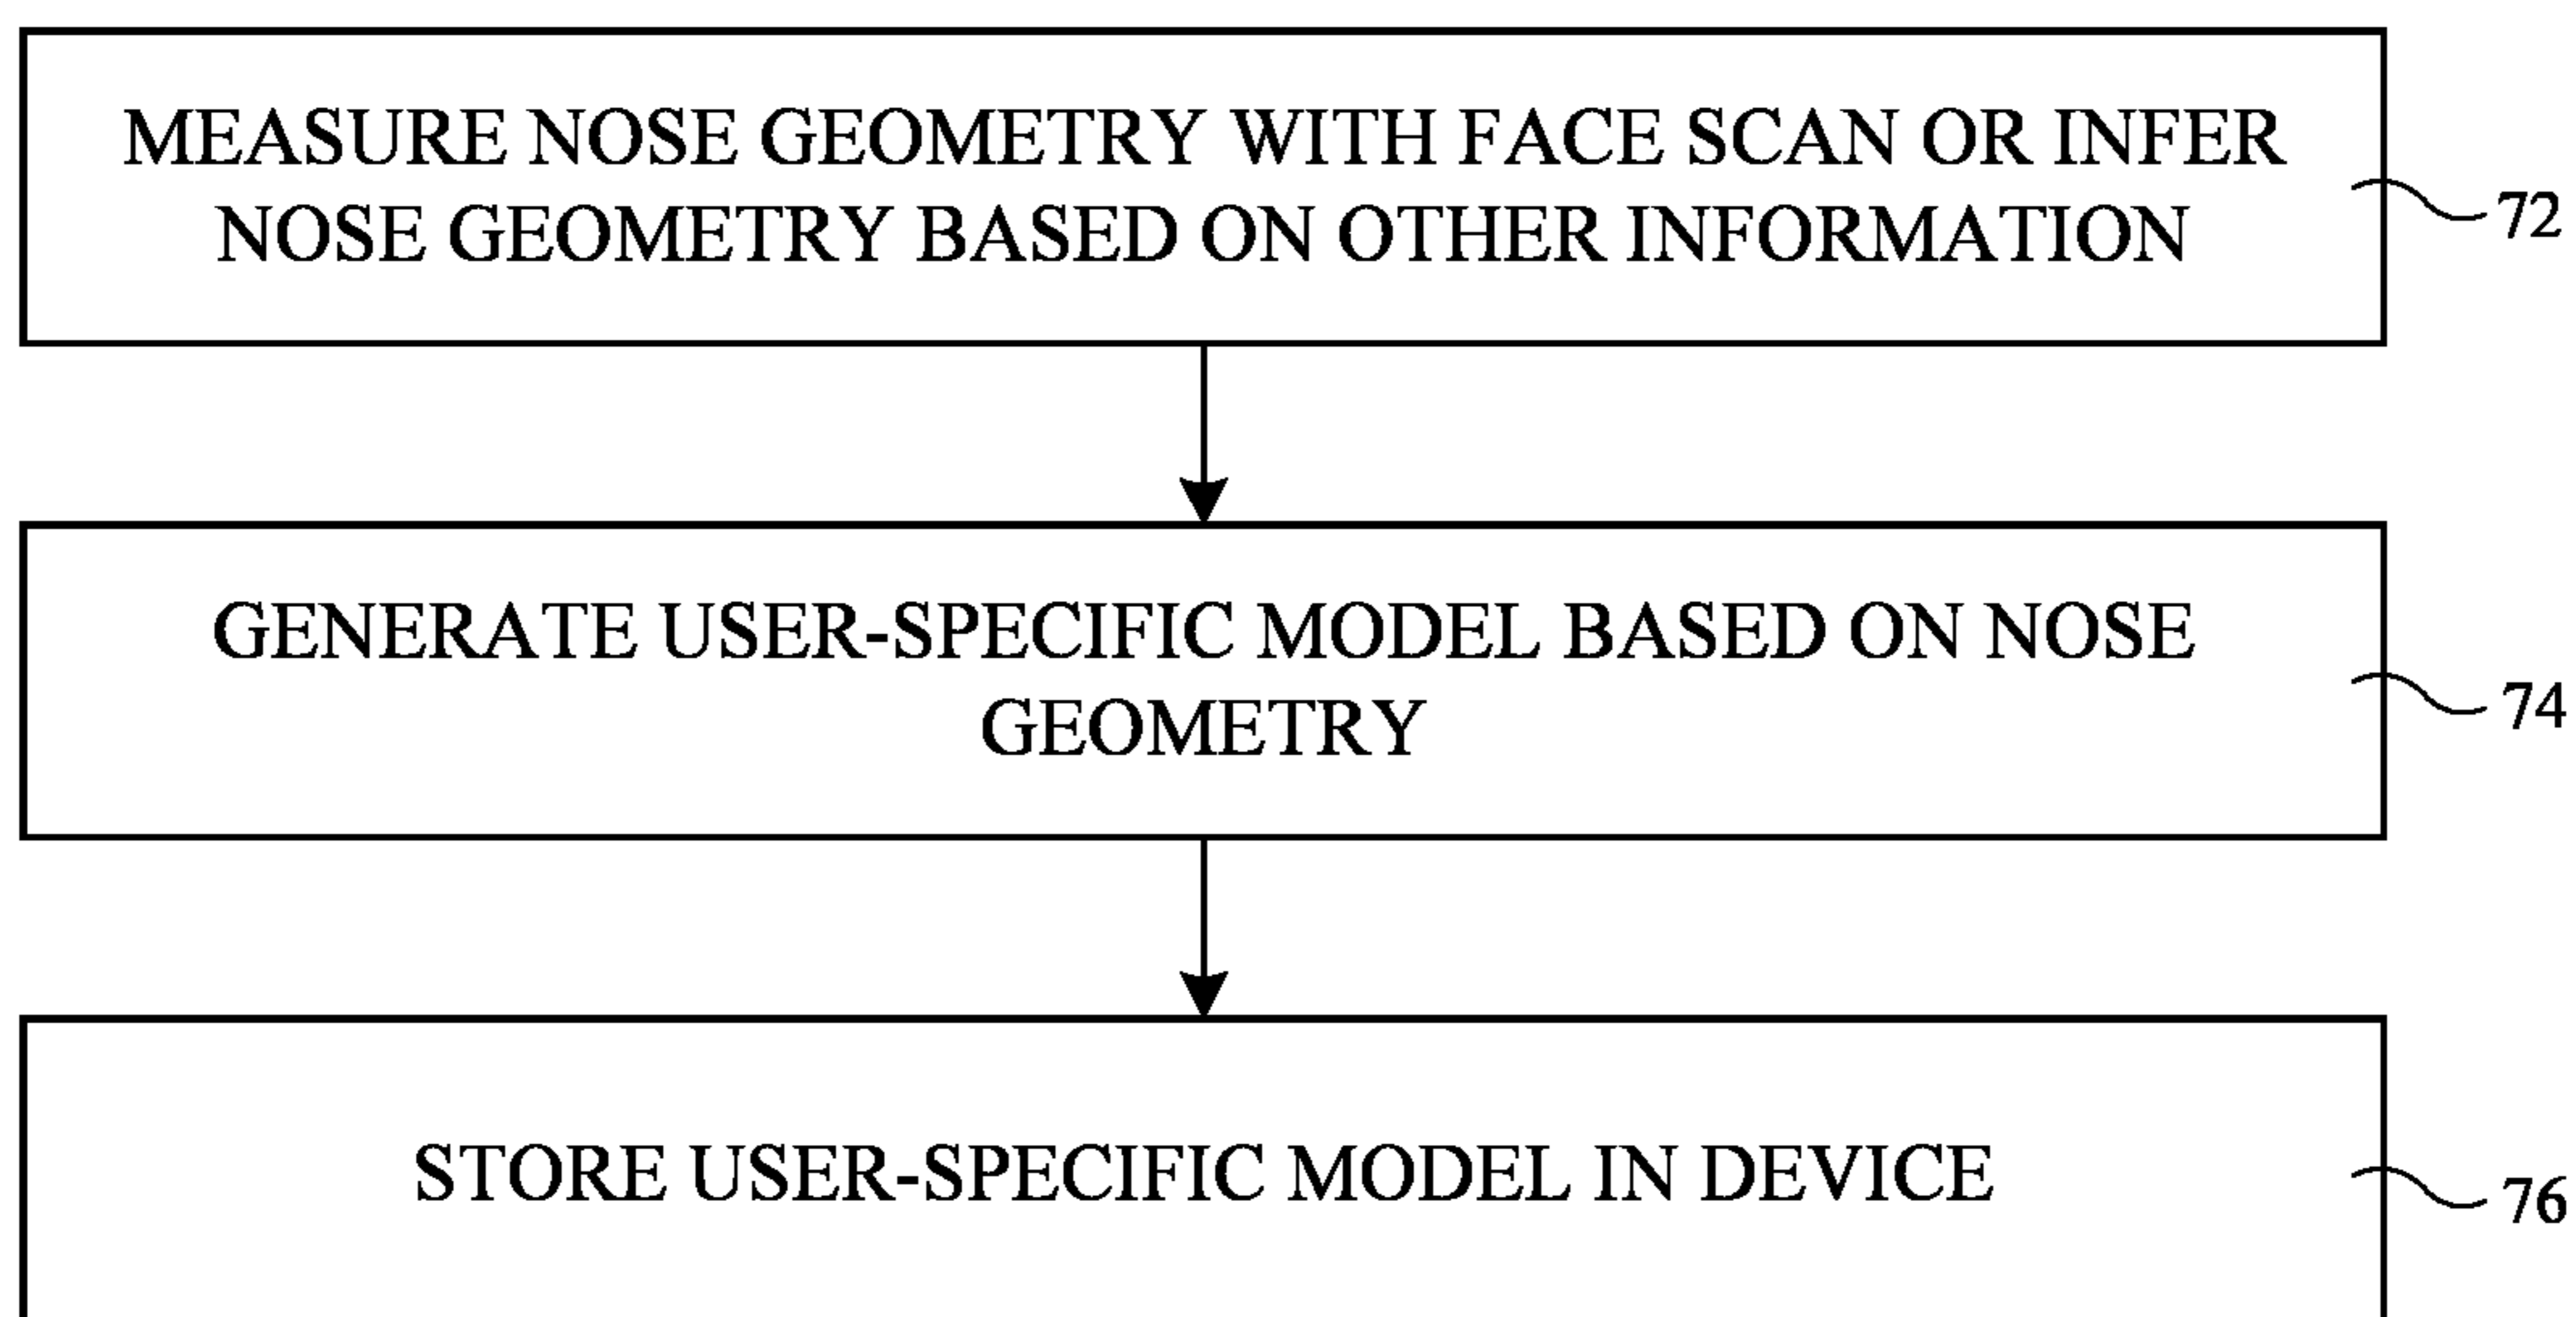 MEASURE NOSE GEOMETRY WITH FACE SCAN OR INFER
NOSE GEOMETRY BASED ON OTHER INFORMATION
72
GENERATE USER-SPECIFIC MODEL BASED ON NOSE
GEOMETRY
74
STORE USER-SPECIFIC MODEL IN DEVICE
76